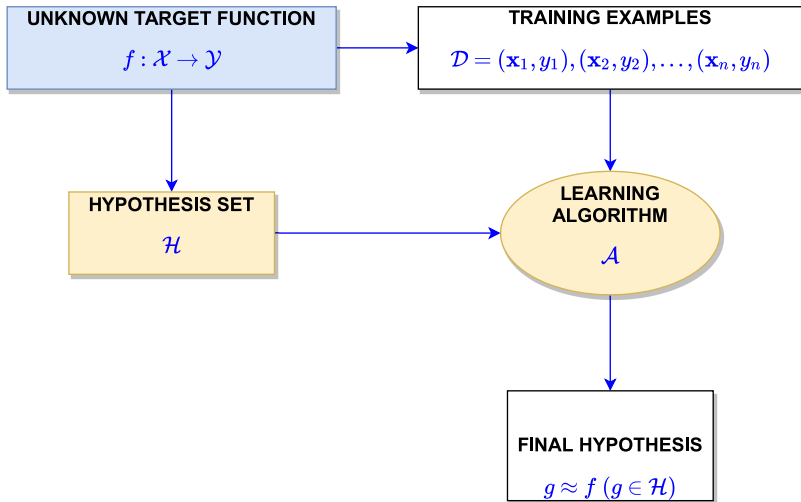 UNKNOWN TARGET FUNCTION
f : 𝒳 → 𝒴
TRAINING EXAMPLES
𝒟 = (𝐱₁, y₁), (𝐱₂, y₂), …, (𝐱ₙ, yₙ)
HYPOTHESIS SET
ℋ
LEARNING
ALGORITHM
𝒜
FINAL HYPOTHESIS
g ≈ f (g ∈ ℋ)